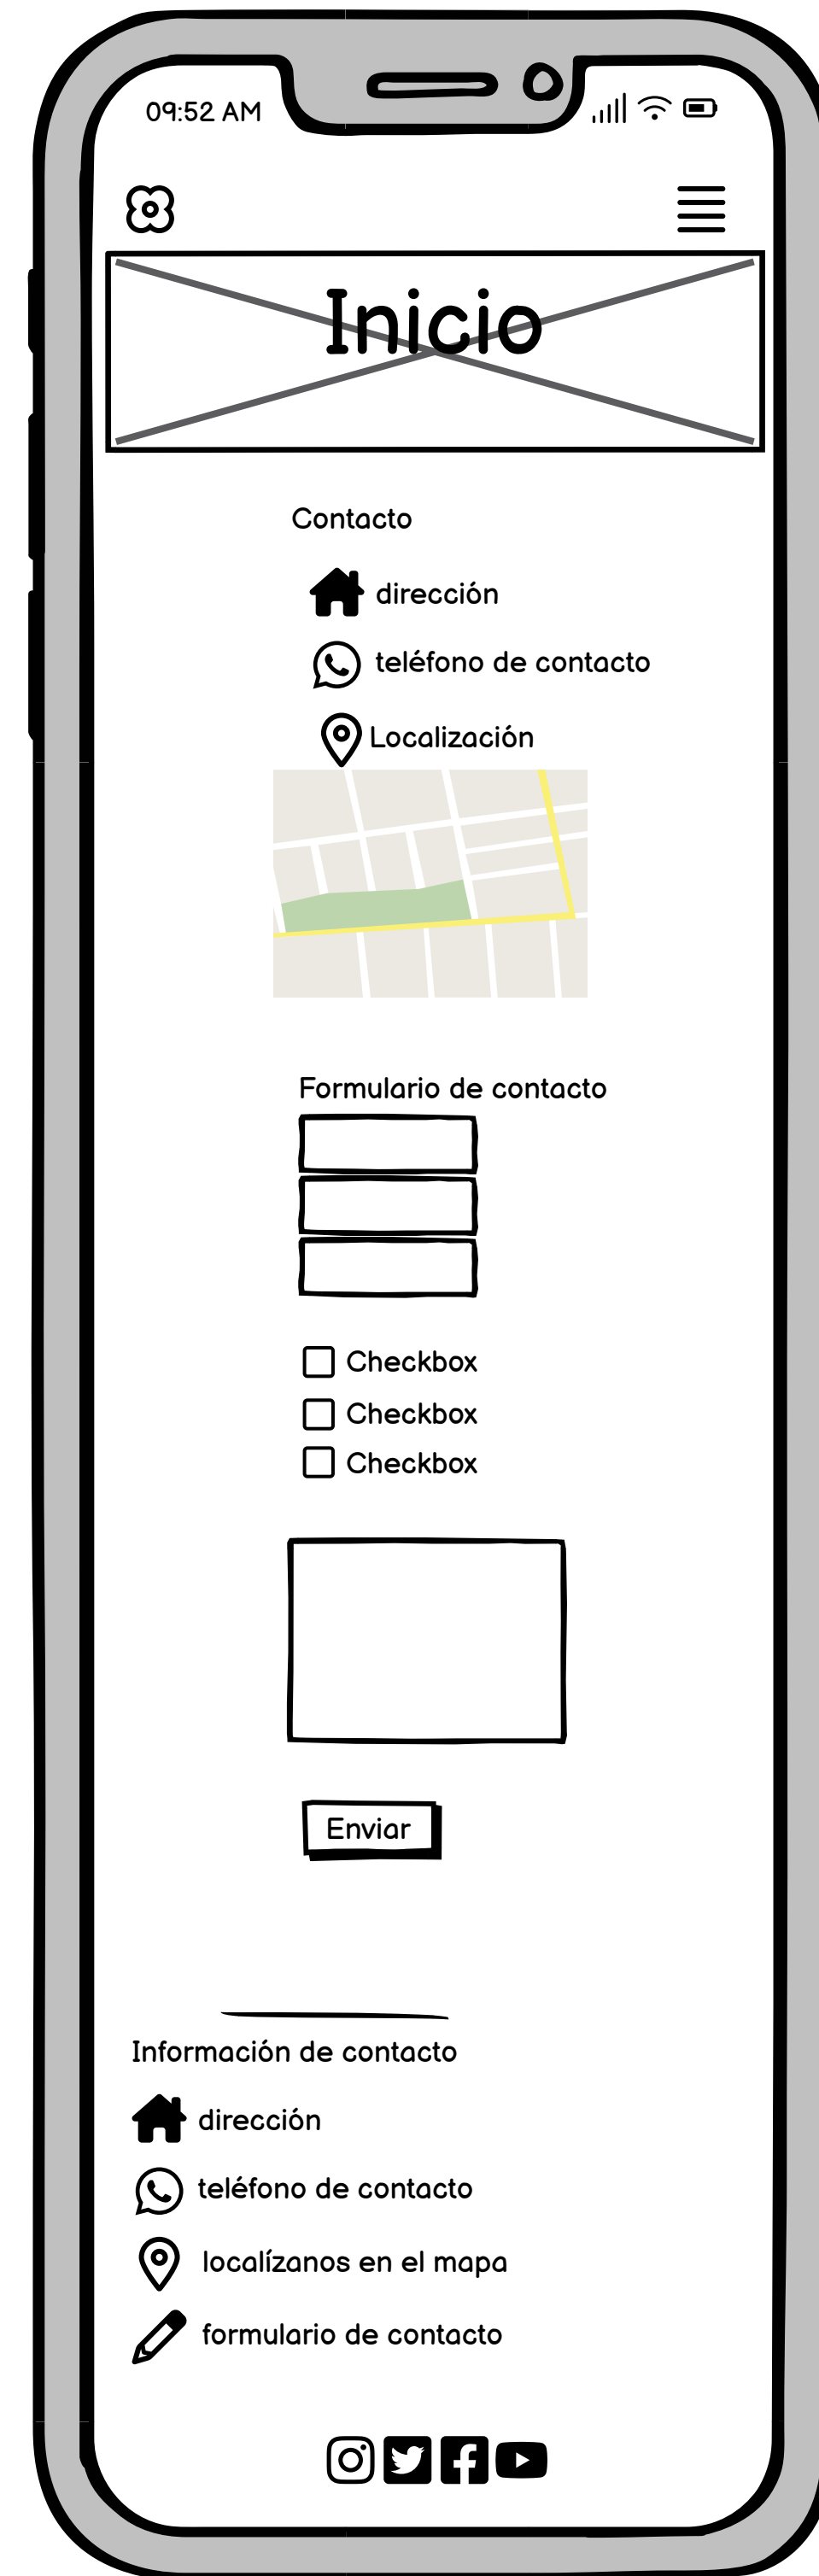 09:52 AM
Inicio
Contacto
dirección
teléfono de contacto
Localización
Formulario de contacto
Checkbox
Checkbox
Checkbox
Enviar
Información de contacto
dirección
teléfono de contacto
localízanos en el mapa
formulario de contacto